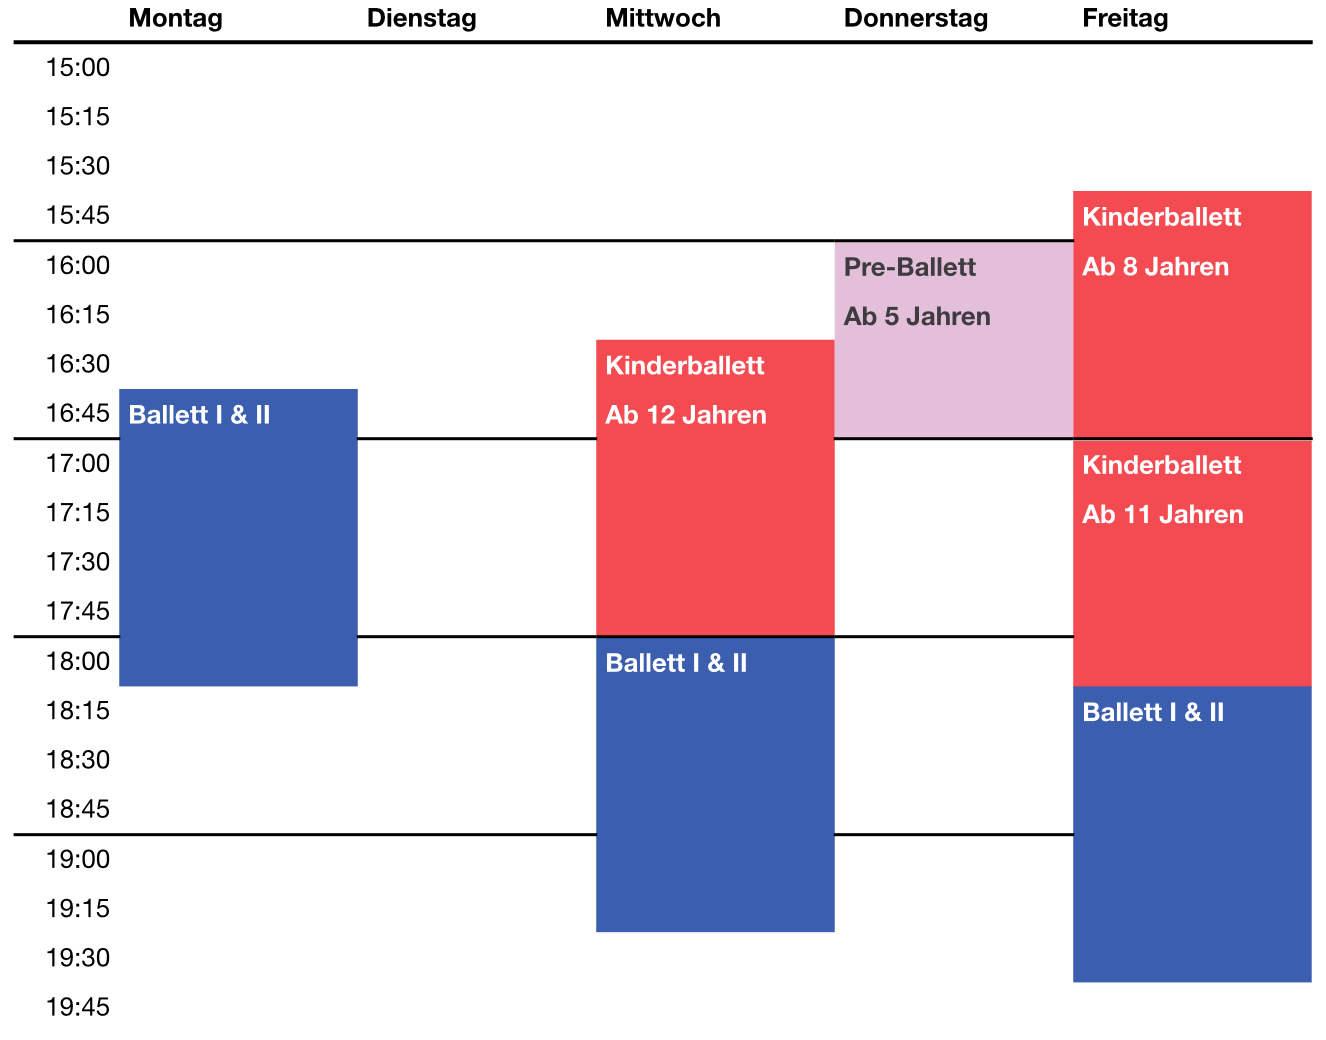 Montag Dienstag Mittwoch Donnerstag Freitag
15:00
15:15
15:30
15:45 Kinderballett
16:00 Pre-Ballett Ab 8 Jahren
16:15 Ab 5 Jahren
16:30 Kinderballett
16:45 Ballett I & II Ab 12 Jahren
17:00 Kinderballett
17:15 Ab 11 Jahren
17:30
17:45
18:00 Ballett I & II
18:15 Ballett I & II
18:30
18:45
19:00
19:15
19:30
19:45